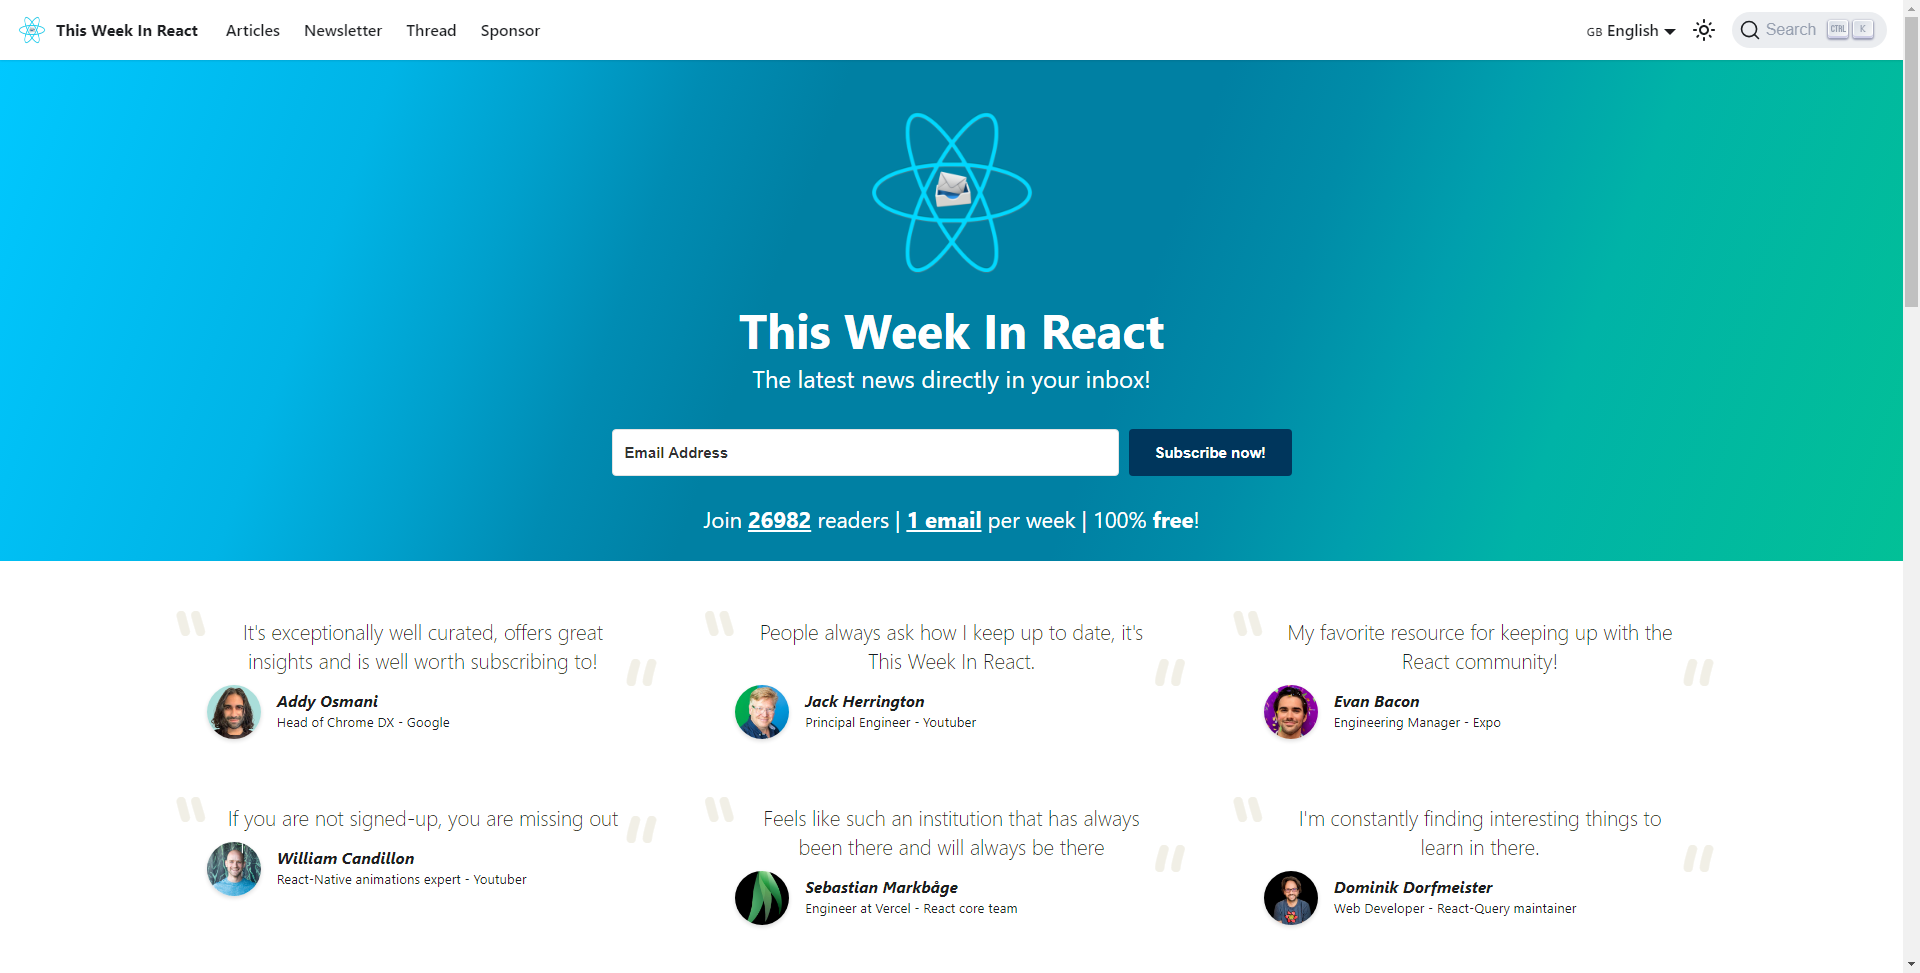 This Week In React Articles Newsletter Thread Sponsor GB English Search CTRL K
This Week In React
The latest news directly in your inbox!
Email Address Subscribe now!
Join 26982 readers | 1 email per week | 100% free!
It's exceptionally well curated, offers great
insights and is well worth subscribing to!
Addy Osmani
Head of Chrome DX - Google
People always ask how I keep up to date, it's
This Week In React.
Jack Herrington
Principal Engineer - Youtuber
My favorite resource for keeping up with the
React community!
Evan Bacon
Engineering Manager - Expo
If you are not signed-up, you are missing out
William Candillon
React-Native animations expert - Youtuber
Feels like such an institution that has always
been there and will always be there
Sebastian Markbåge
Engineer at Vercel - React core team
I'm constantly finding interesting things to
learn in there.
Dominik Dorfmeister
Web Developer - React-Query maintainer